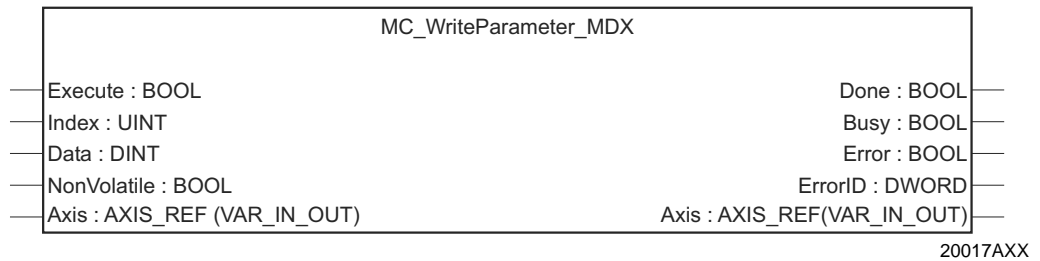 MC_WriteParameter_MDX
Execute : BOOL Done : BOOL
Index : UINT Busy : BOOL
Data : DINT Error : BOOL
NonVolatile : BOOL ErrorID : DWORD
Axis : AXIS_REF (VAR_IN_OUT) Axis : AXIS_REF(VAR_IN_OUT)
20017AXX